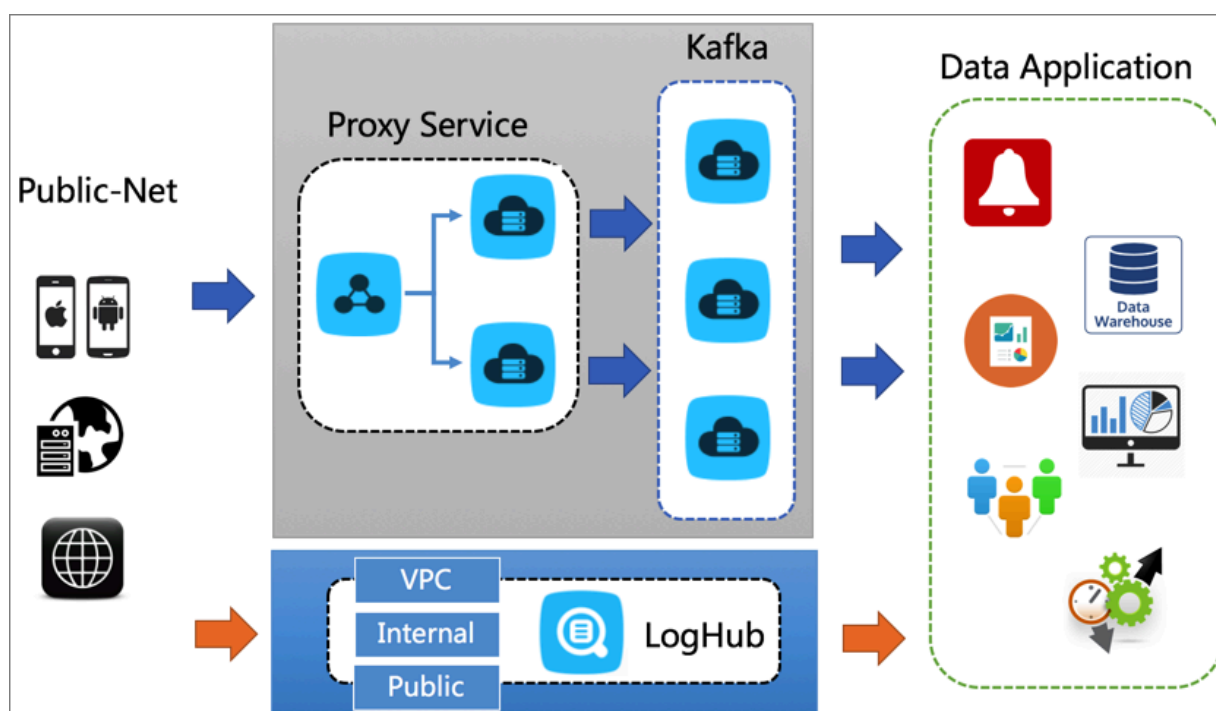 Public-Net
Proxy Service
Kafka
Data Application
Data
Warehouse
VPC
Internal
Public
LogHub